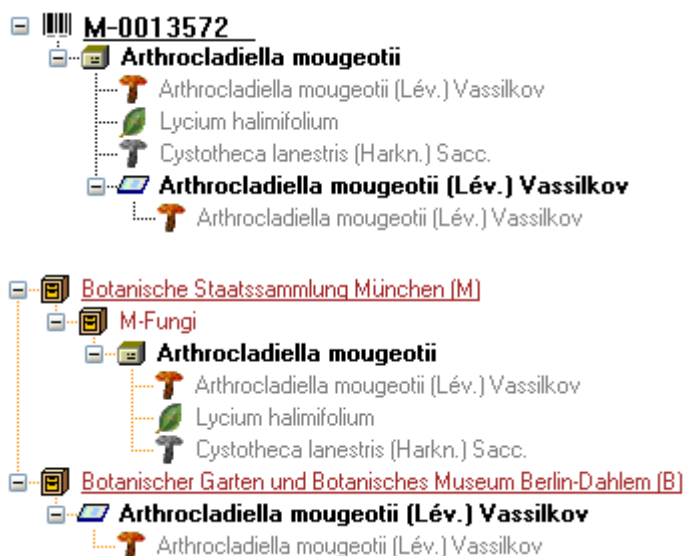 M-0013572
Arthrocladiella mougeotii
Arthrocladiella mougeotii (Lév.) Vassilkov
Lycium halimifolium
Cystotheca lanestris (Harkn.) Sacc.
Arthrocladiella mougeotii (Lév.) Vassilkov
Arthrocladiella mougeotii (Lév.) Vassilkov
Botanische Staatssammlung München (M)
M-Fungi
Arthrocladiella mougeotii
Arthrocladiella mougeotii (Lév.) Vassilkov
Lycium halimifolium
Cystotheca lanestris (Harkn.) Sacc.
Botanischer Garten und Botanisches Museum Berlin-Dahlem (B)
Arthrocladiella mougeotii (Lév.) Vassilkov
Arthrocladiella mougeotii (Lév.) Vassilkov